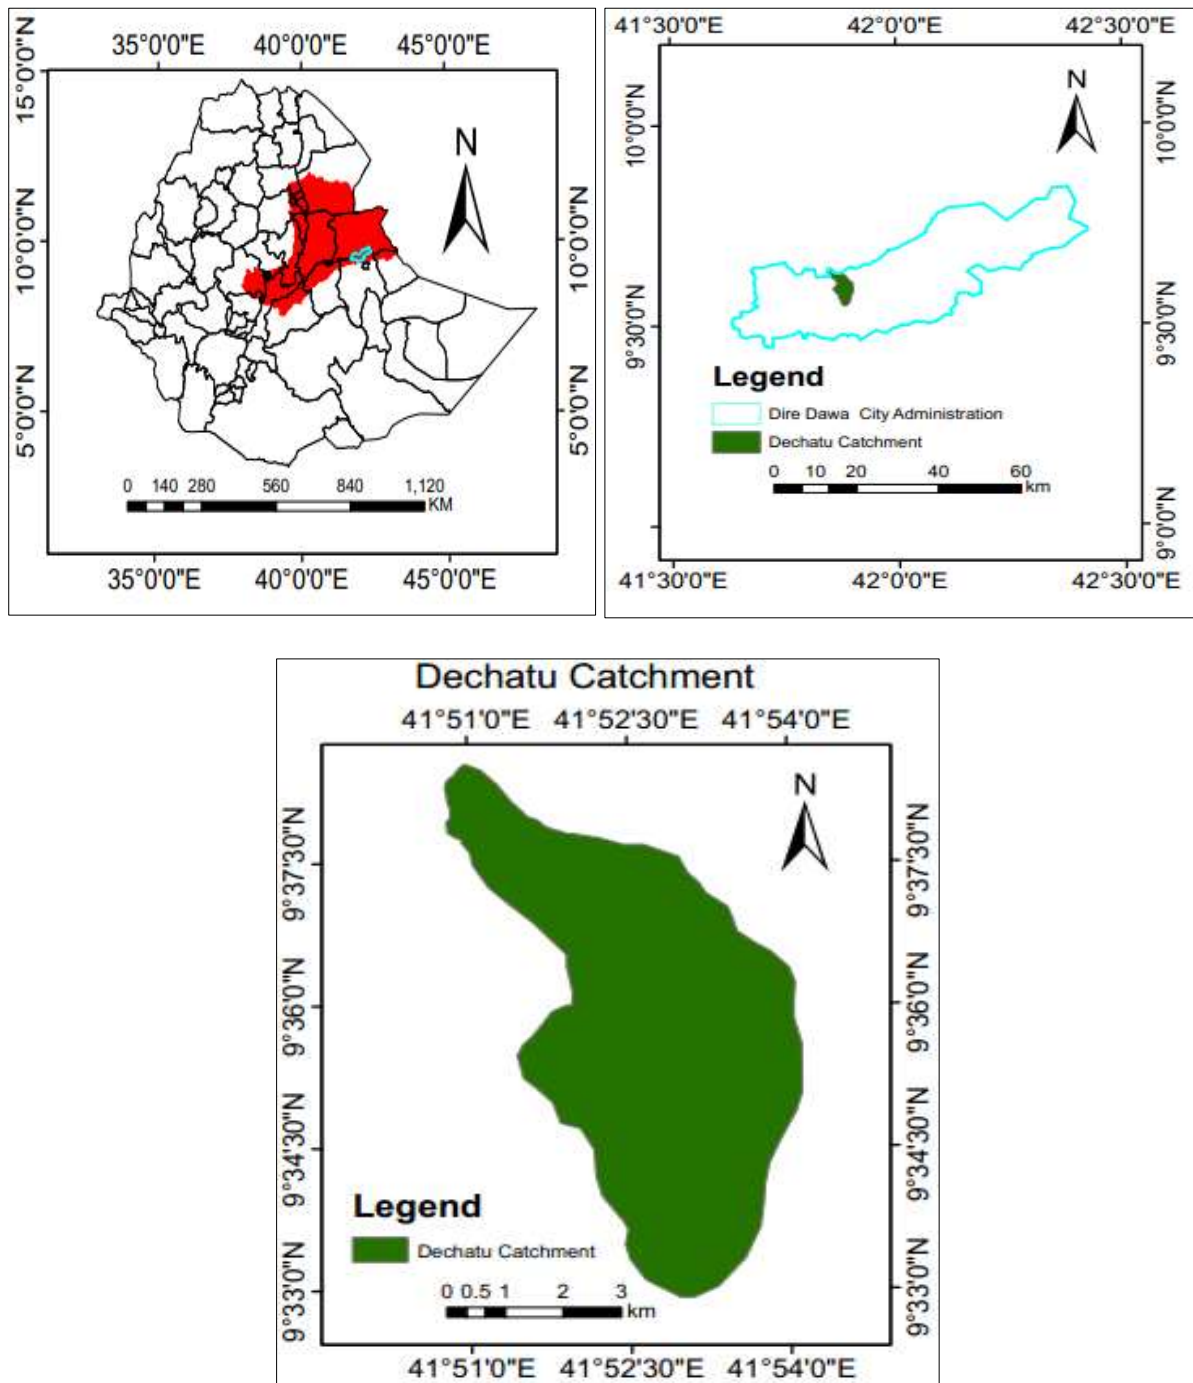 35°0'0"E 40°0'0"E 45°0'0"E
15°0'0"N
N
10°0'0"N 10°0'0"N
5°0'0"N 5°0'0"N
0 140 280 560 840 1,120
KM
35°0'0"E 40°0'0"E 45°0'0"E
41°30'0"E 42°0'0"E 42°30'0"E
N
10°0'0"N 10°0'0"N
9°30'0"N 9°30'0"N
Legend
Dire Dawa City Administration
Dechatu Catchment
0 10 20 40 60
km
9°0'0"N
41°30'0"E 42°0'0"E 42°30'0"E
Dechatu Catchment
41°51'0"E 41°52'30"E 41°54'0"E
N
9°37'30"N 9°37'30"N
9°36'0"N 9°36'0"N
9°34'30"N 9°34'30"N
Legend
Dechatu Catchment
0 0.5 1 2 3
km
9°33'0"N 9°33'0"N
41°51'0"E 41°52'30"E 41°54'0"E